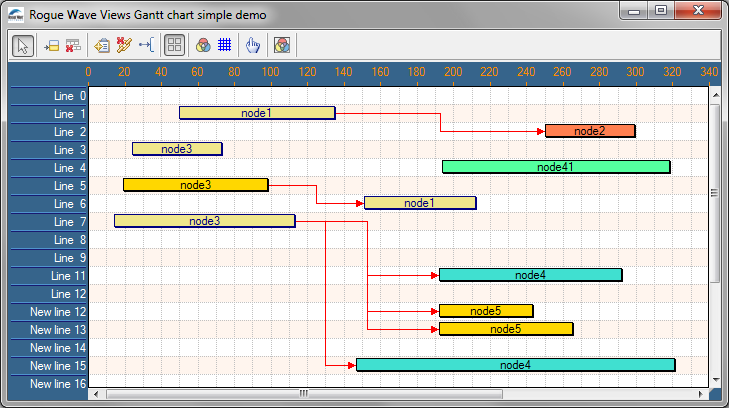 Rogue Wave Views Gantt chart simple demo
0 20 40 60 80 100 120 140 160 180 200 220 240 260 280 300 320 340
Line 0
Line 1 node1
Line 2 node2
Line 3 node3
Line 4 node41
Line 5 node3
Line 6 node1
Line 7 node3
Line 8
Line 9
Line 11 node4
Line 12
New line 12 node5
New line 13 node5
New line 14
New line 15 node4
New line 16